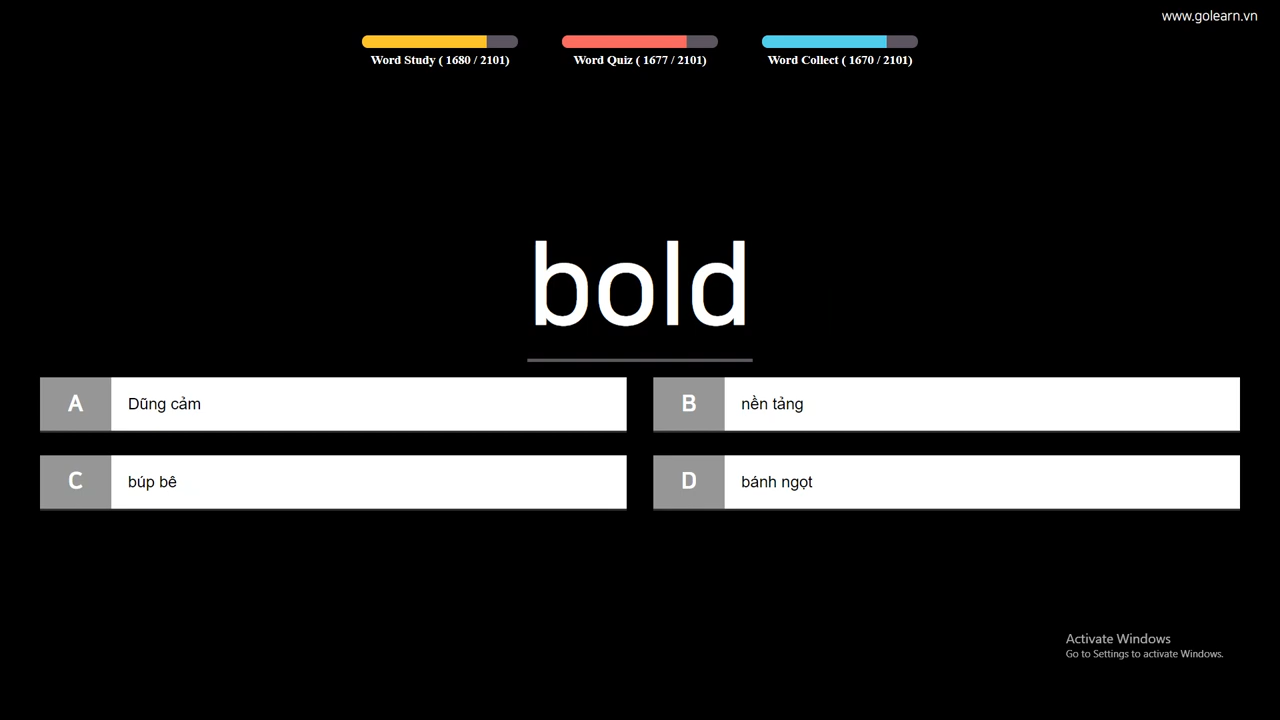 www.golearn.vn
Word Study ( 1680 / 2101)
Word Quiz ( 1677 / 2101)
Word Collect ( 1670 / 2101)
bold
A Dũng cảm
B nền tảng
C búp bê
D bánh ngọt
Activate Windows
Go to Settings to activate Windows.